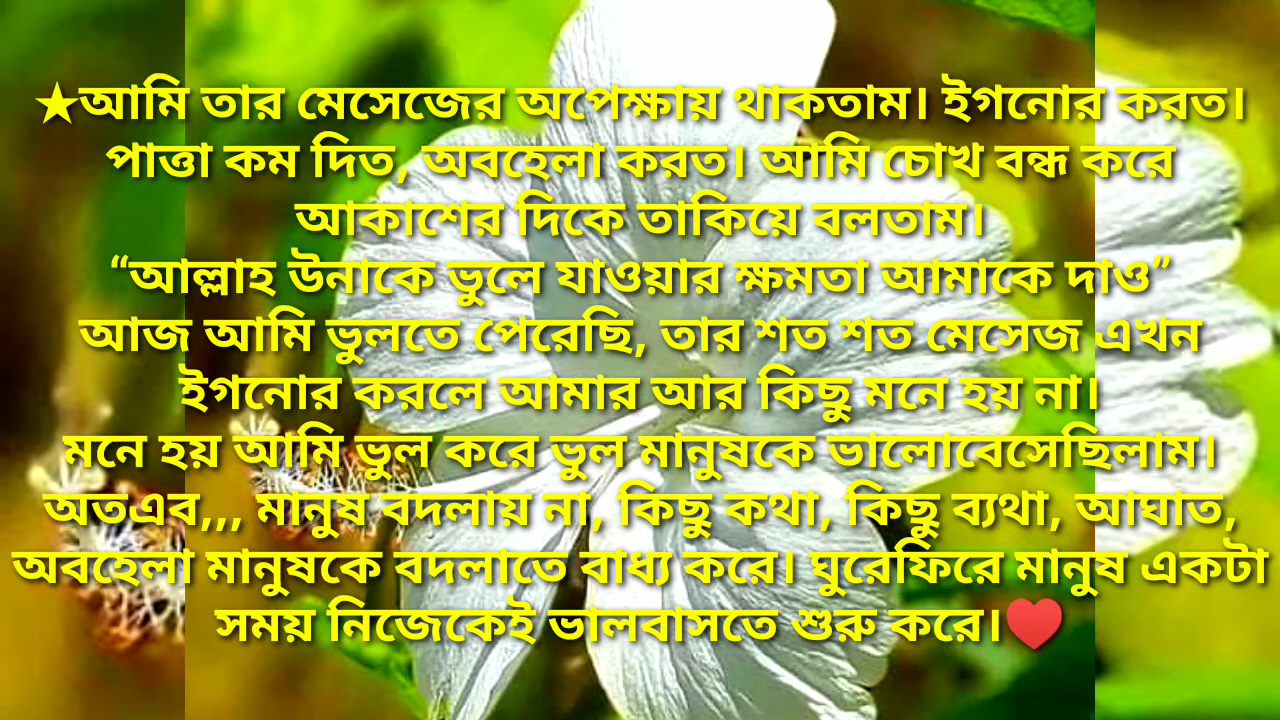 ★আমি তার মেসেজের অপেক্ষায় থাকতাম। ইগনোর করত।
পাত্তা কম দিত, অবহেলা করত। আমি চোখ বন্ধ করে
আকাশের দিকে তাকিয়ে বলতাম।
“আল্লাহ উনাকে ভুলে যাওয়ার ক্ষমতা আমাকে দাও”
আজ আমি ভুলতে পেরেছি, তার শত শত মেসেজ এখন
ইগনোর করলে আমার আর কিছু মনে হয় না।
মনে হয় আমি ভুল করে ভুল মানুষকে ভালোবেসেছিলাম।
অতএব,,, মানুষ বদলায় না, কিছু কথা, কিছু ব্যথা, আঘাত,
অবহেলা মানুষকে বদলাতে বাধ্য করে। ঘুরেফিরে মানুষ একটা
সময় নিজেকেই ভালবাসতে শুরু করে।♥️